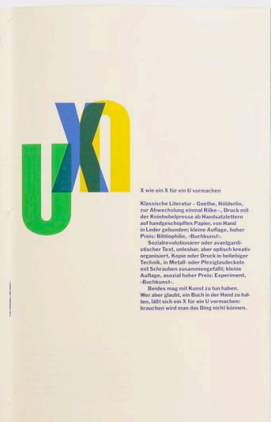 UXn
X wie ein X für ein U vormachen
Klassische Literatur – Goethe, Hölderlin,
zur Abwechslung einmal Rilke –, Druck mit
der Kniehebelpresse ab Handsatzlettern
auf handgeschöpftes Papier, von Hand
in Leder gebunden; kleine Auflage, hoher
Preis: Bibliophilie, ‹Buchkunst›.
Sozialrevolutionärer oder avantgardi-
stischer Text, unlesbar, aber optisch kreativ
organisiert, Kopie oder Druck in beliebiger
Technik, in Metall- oder Plexiglasdeckeln
mit Schrauben zusammengefaßt; kleine
Auflage, asozial hoher Preis: Experiment,
‹Buchkunst›.
Beides mag mit Kunst zu tun haben.
Wer aber glaubt, ein Buch in der Hand zu hal-
ten, läßt sich ein X für ein U vormachen:
brauchen wird man das Ding nicht können.